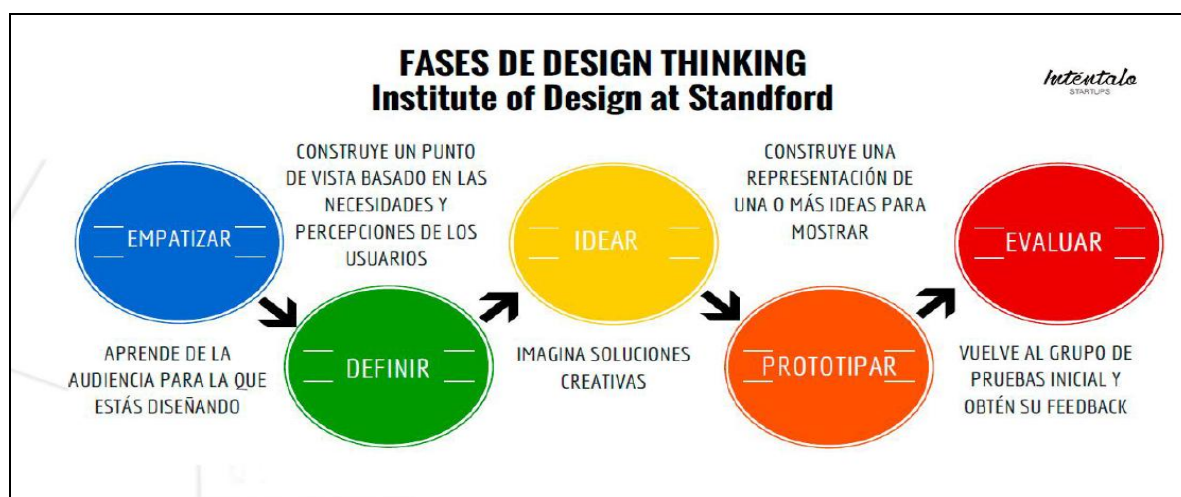 FASES DE DESIGN THINKING
Institute of Design at Standford
Inténtalo
STARTUPS
EMPATIZAR
APRENDE DE LA
AUDIENCIA PARA LA QUE
ESTÁS DISEÑANDO
CONSTRUYE UN PUNTO
DE VISTA BASADO EN LAS
NECESIDADES Y
PERCEPCIONES DE LOS
USUARIOS
DEFINIR
IDEAR
IMAGINA SOLUCIONES
CREATIVAS
CONSTRUYE UNA
REPRESENTACIÓN DE
UNA O MÁS IDEAS PARA
MOSTRAR
PROTOTIPAR
EVALUAR
VUELVE AL GRUPO DE
PRUEBAS INICIAL Y
OBTÉN SU FEEDBACK